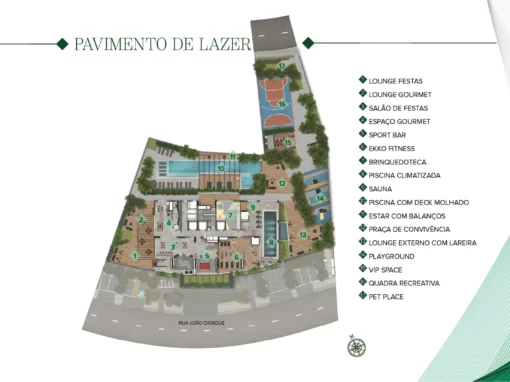 PAVIMENTO DE LAZER
17
16
15
11
10
12
14
2
4
7
9
13
8
1
3
5
6
LOUNGE FESTAS
LOUNGE GOURMET
SALÃO DE FESTAS
ESPAÇO GOURMET
SPORT BAR
EKKO FITNESS
BRINQUEDOTECA
PISCINA CLIMATIZADA
SAUNA
PISCINA COM DECK MOLHADO
ESTAR COM BALANÇOS
PRAÇA DE CONVIVÊNCIA
LOUNGE EXTERNO COM LAREIRA
PLAYGROUND
VIP SPACE
QUADRA RECREATIVA
PET PLACE
RUA JOÃO OXISQUE